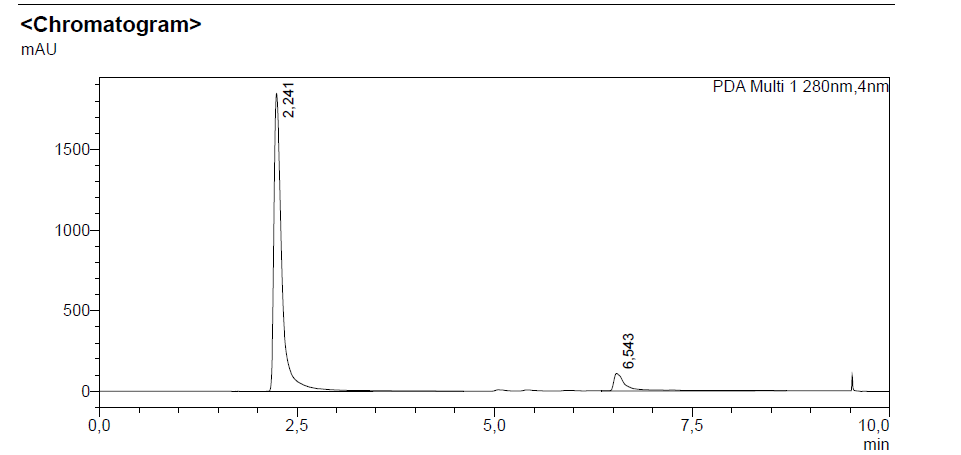 <Chromatogram>
mAU
PDA Multi 1 280nm,4nm
2,241
1500
1000
500
6,543
0
0,0 2,5 5,0 7,5 10,0
min